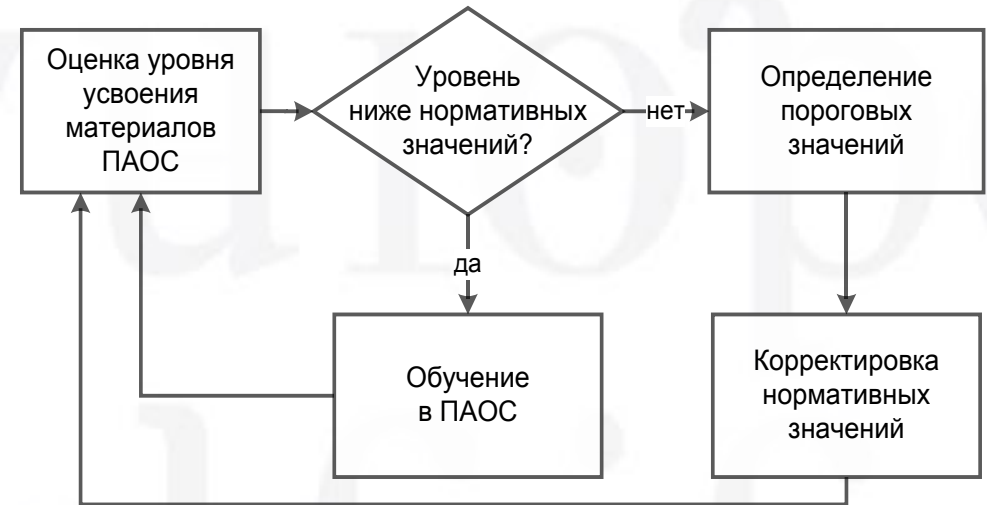 Оценка уровня
усвоения
материалов
ПАОС
Уровень
ниже нормативных
значений?
нет
Определение
пороговых
значений
да
Обучение
в ПАОС
Корректировка
нормативных
значений